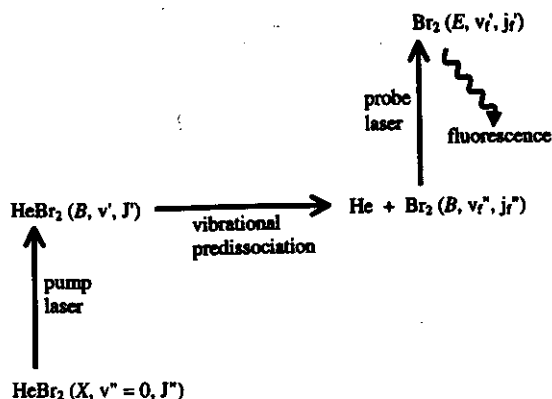 Br₂ (E, v_f', j_f')
probe
laser
fluorescence
HeBr₂ (B, v', J')
vibrational
predissociation
He + Br₂ (B, v_f", j_f")
pump
laser
HeBr₂ (X, v" = 0, J")